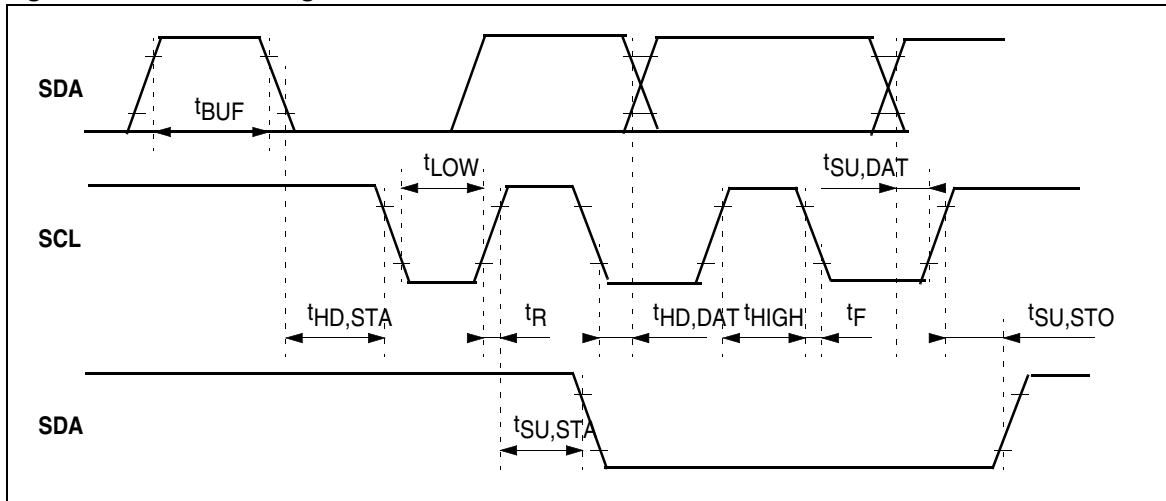 SDA
tBUF
tLOW
tSU,DAT
SCL
tHD,STA
tR
tHD,DAT
tHIGH
tF
tSU,STO
SDA
tSU,STA